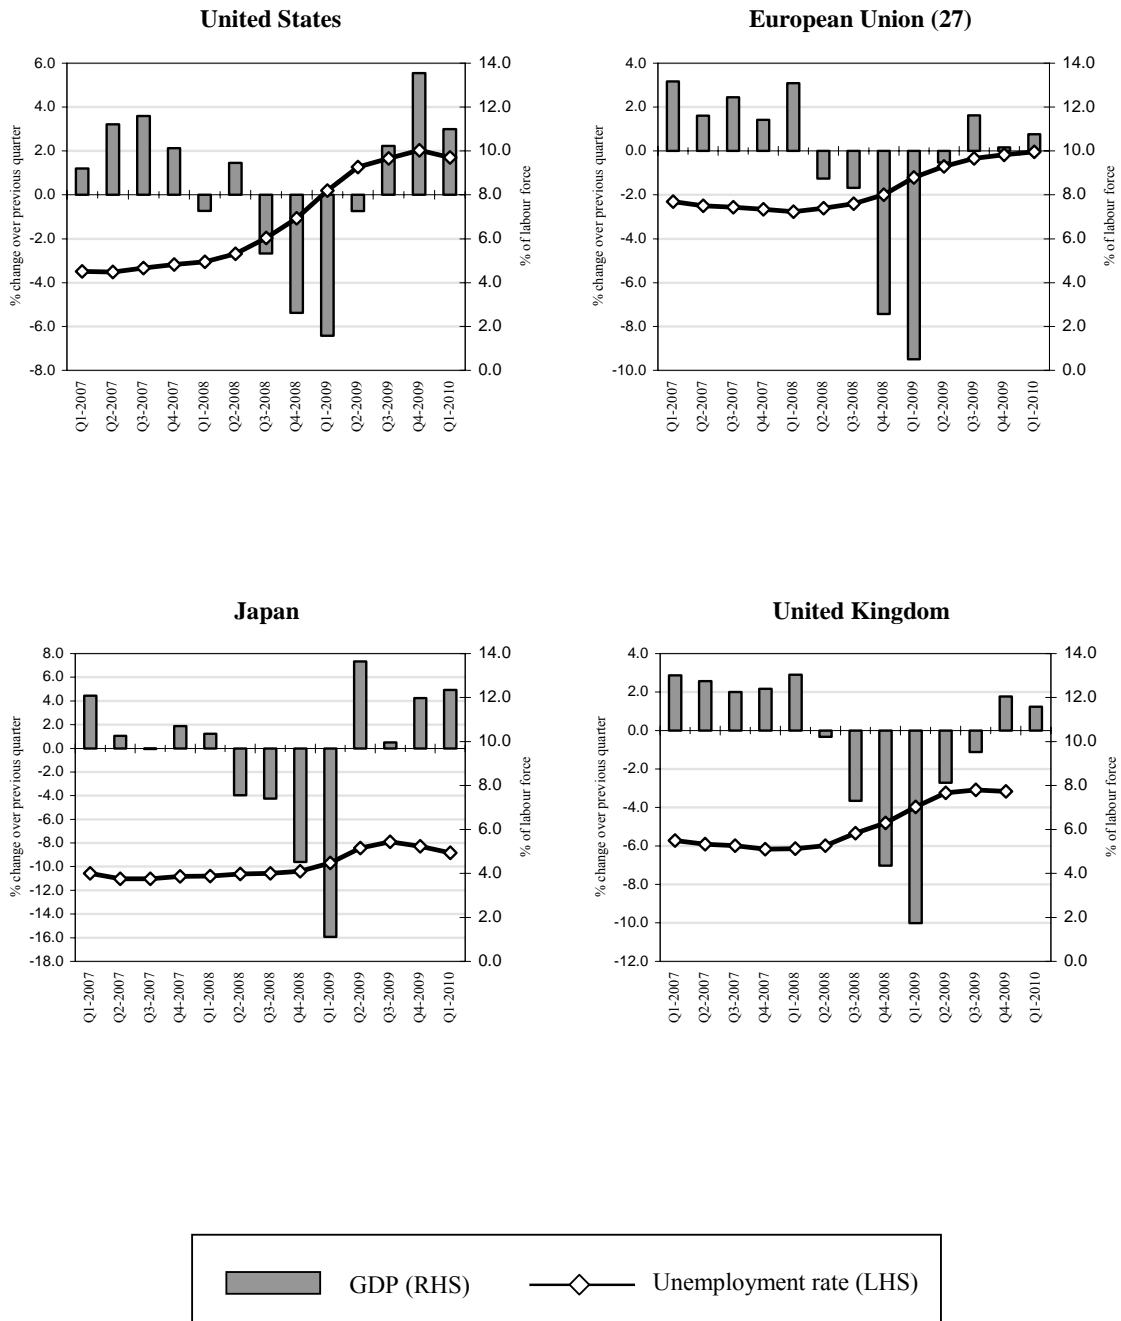 United States
6.0
4.0
2.0
0.0
-2.0
-4.0
-6.0
-8.0
% change over previous quarter
14.0
12.0
10.0
8.0
6.0
4.0
2.0
0.0
% of labour force
Q1-2007
Q2-2007
Q3-2007
Q4-2007
Q1-2008
Q2-2008
Q3-2008
Q4-2008
Q1-2009
Q2-2009
Q3-2009
Q4-2009
Q1-2010
European Union (27)
4.0
2.0
0.0
-2.0
-4.0
-6.0
-8.0
-10.0
% change over previous quarter
14.0
12.0
10.0
8.0
6.0
4.0
2.0
0.0
% of labour force
Q1-2007
Q2-2007
Q3-2007
Q4-2007
Q1-2008
Q2-2008
Q3-2008
Q4-2008
Q1-2009
Q2-2009
Q3-2009
Q4-2009
Q1-2010
Japan
8.0
6.0
4.0
2.0
0.0
-2.0
-4.0
-6.0
-8.0
-10.0
-12.0
-14.0
-16.0
-18.0
% change over previous quarter
14.0
12.0
10.0
8.0
6.0
4.0
2.0
0.0
% of labour force
Q1-2007
Q2-2007
Q3-2007
Q4-2007
Q1-2008
Q2-2008
Q3-2008
Q4-2008
Q1-2009
Q2-2009
Q3-2009
Q4-2009
Q1-2010
United Kingdom
4.0
2.0
0.0
-2.0
-4.0
-6.0
-8.0
-10.0
-12.0
% change over previous quarter
14.0
12.0
10.0
8.0
6.0
4.0
2.0
0.0
% of labour force
Q1-2007
Q2-2007
Q3-2007
Q4-2007
Q1-2008
Q2-2008
Q3-2008
Q4-2008
Q1-2009
Q2-2009
Q3-2009
Q4-2009
Q1-2010
GDP (RHS)
Unemployment rate (LHS)